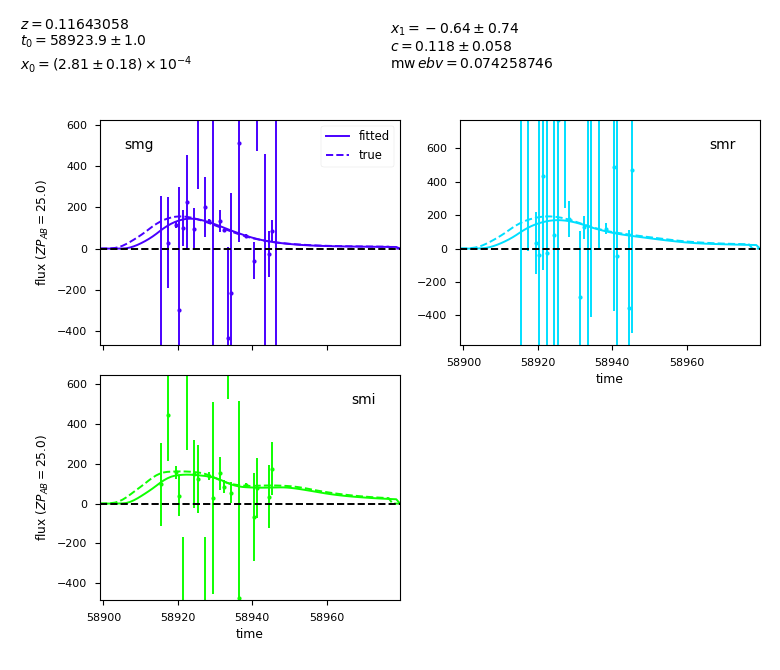 z = 0.11643058
t0 = 58923.9 ± 1.0
x0 = (2.81 ± 0.18) × 10^−4
x1 = −0.64 ± 0.74
c = 0.118 ± 0.058
mw ebv = 0.074258746
smg
fitted
true
600
400
200
0
−200
−400
flux (ZP_AB = 25.0)
smr
600
400
200
0
−200
−400
58900 58920 58940 58960
time
smi
600
400
200
0
−200
−400
flux (ZP_AB = 25.0)
58900 58920 58940 58960
time